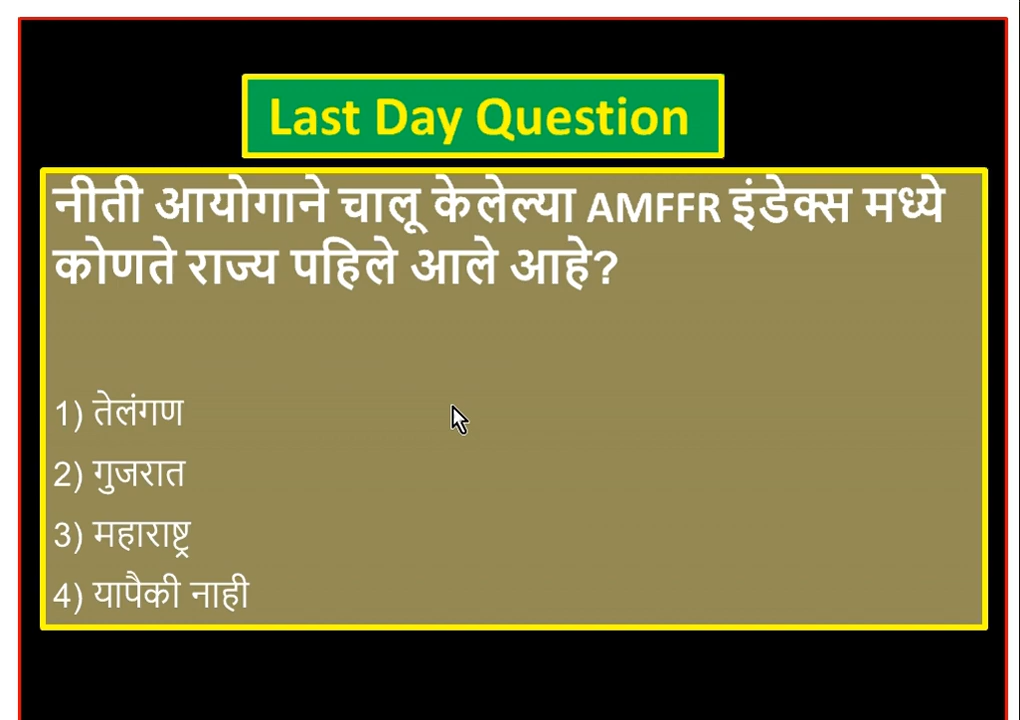 Last Day Question
नीती आयोगाने चालू केलेल्या AMFFR इंडेक्स मध्ये
कोणते राज्य पहिले आले आहे?
1) तेलंगण
2) गुजरात
3) महाराष्ट्र
4) यापैकी नाही